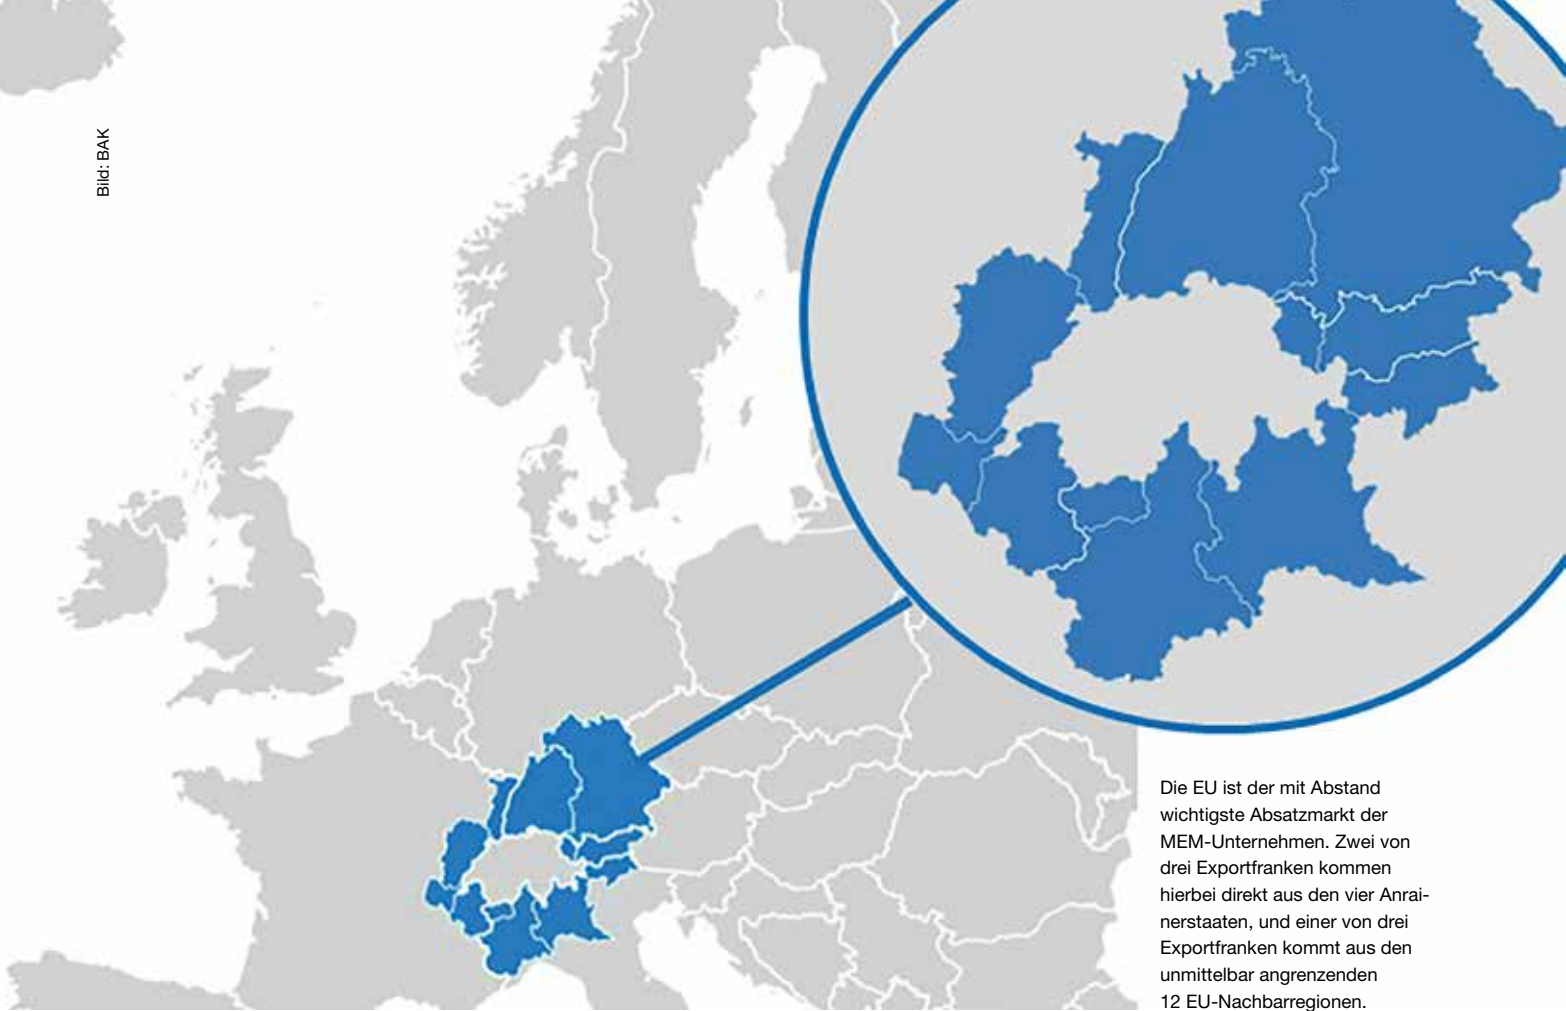 Bild: BAK
Die EU ist der mit Abstand
wichtigste Absatzmarkt der
MEM-Unternehmen. Zwei von
drei Exportfranken kommen
hierbei direkt aus den vier Anrai-
nerstaaten, und einer von drei
Exportfranken kommt aus den
unmittelbar angrenzenden
12 EU-Nachbarregionen.